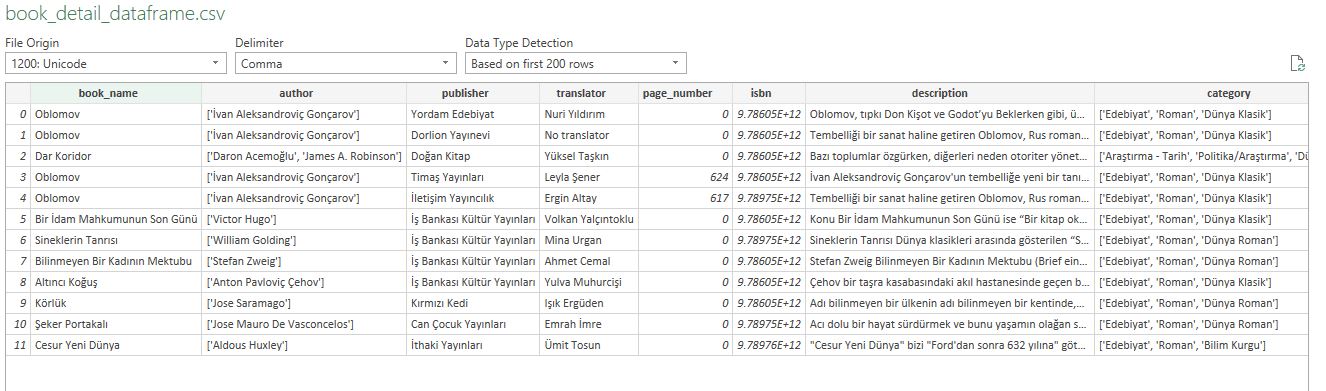 book_detail_dataframe.csv
File Origin Delimiter Data Type Detection
1200: Unicode Comma Based on first 200 rows
book_name author publisher translator page_number isbn description category
0 Oblomov ['İvan Aleksandroviç Gonçarov'] Yordam Edebiyat Nuri Yıldırım 0 9.78605E+12 Oblomov, tıpkı Don Kişot ve Godot'yu Beklerken gibi, ü... ['Edebiyat', 'Roman', 'Dünya Klasik']
1 Oblomov ['İvan Aleksandroviç Gonçarov'] Dorlion Yayınevi No translator 0 9.78605E+12 Tembelliği bir sanat haline getiren Oblomov, Rus roman... ['Edebiyat', 'Roman', 'Dünya Klasik']
2 Dar Koridor ['Daron Acemoğlu', 'James A. Robinson'] Doğan Kitap Yüksel Taşkın 0 9.78605E+12 Bazı toplumlar özgürken, diğerleri neden otoriter yönet... ['Araştırma - Tarih', 'Politika/Araştırma', 'Dü
3 Oblomov ['İvan Aleksandroviç Gonçarov'] Timaş Yayınları Leyla Şener 624 9.78605E+12 İvan Aleksandroviç Gonçarov'un tembelliğe yeni bir tanı... ['Edebiyat', 'Roman', 'Dünya Klasik']
4 Oblomov ['İvan Aleksandroviç Gonçarov'] İletişim Yayıncılık Ergin Altay 617 9.78975E+12 Tembelliği bir sanat haline getiren Oblomov, Rus roman... ['Edebiyat', 'Roman', 'Dünya Klasik']
5 Bir İdam Mahkumunun Son Günü ['Victor Hugo'] İş Bankası Kültür Yayınları Volkan Yalçıntoklu 0 9.78605E+12 Konu Bir İdam Mahkumunun Son Günü ise “Bir kitap ok... ['Edebiyat', 'Roman', 'Dünya Klasik']
6 Sineklerin Tanrısı ['William Golding'] İş Bankası Kültür Yayınları Mina Urgan 0 9.78975E+12 Sineklerin Tanrısı Dünya klasikleri arasında gösterilen “S... ['Edebiyat', 'Roman', 'Dünya Roman']
7 Bilinmeyen Bir Kadının Mektubu ['Stefan Zweig'] İş Bankası Kültür Yayınları Ahmet Cemal 0 9.78605E+12 Stefan Zweig Bilinmeyen Bir Kadının Mektubu (Brief ein... ['Edebiyat', 'Roman', 'Dünya Roman']
8 Altıncı Koğuş ['Anton Pavloviç Çehov'] İş Bankası Kültür Yayınları Yulva Muhurcişi 0 9.78605E+12 Çehov bir taşra kasabasındaki akıl hastanesinde geçen b... ['Edebiyat', 'Roman', 'Dünya Klasik']
9 Körlük ['Jose Saramago'] Kırmızı Kedi Işık Ergüden 0 9.78605E+12 Adı bilinmeyen bir ülkenin adı bilinmeyen bir kentinde,... ['Edebiyat', 'Roman', 'Dünya Roman']
10 Şeker Portakalı ['Jose Mauro De Vasconcelos'] Can Çocuk Yayınları Emrah İmre 0 9.78975E+12 Acı dolu bir hayat sürdürmek ve bunu yaşamın olağan s... ['Edebiyat', 'Roman', 'Dünya Roman']
11 Cesur Yeni Dünya ['Aldous Huxley'] İthaki Yayınları Ümit Tosun 0 9.78976E+12 "Cesur Yeni Dünya" bizi "Ford'dan sonra 632 yılına" göt... ['Edebiyat', 'Roman', 'Bilim Kurgu']